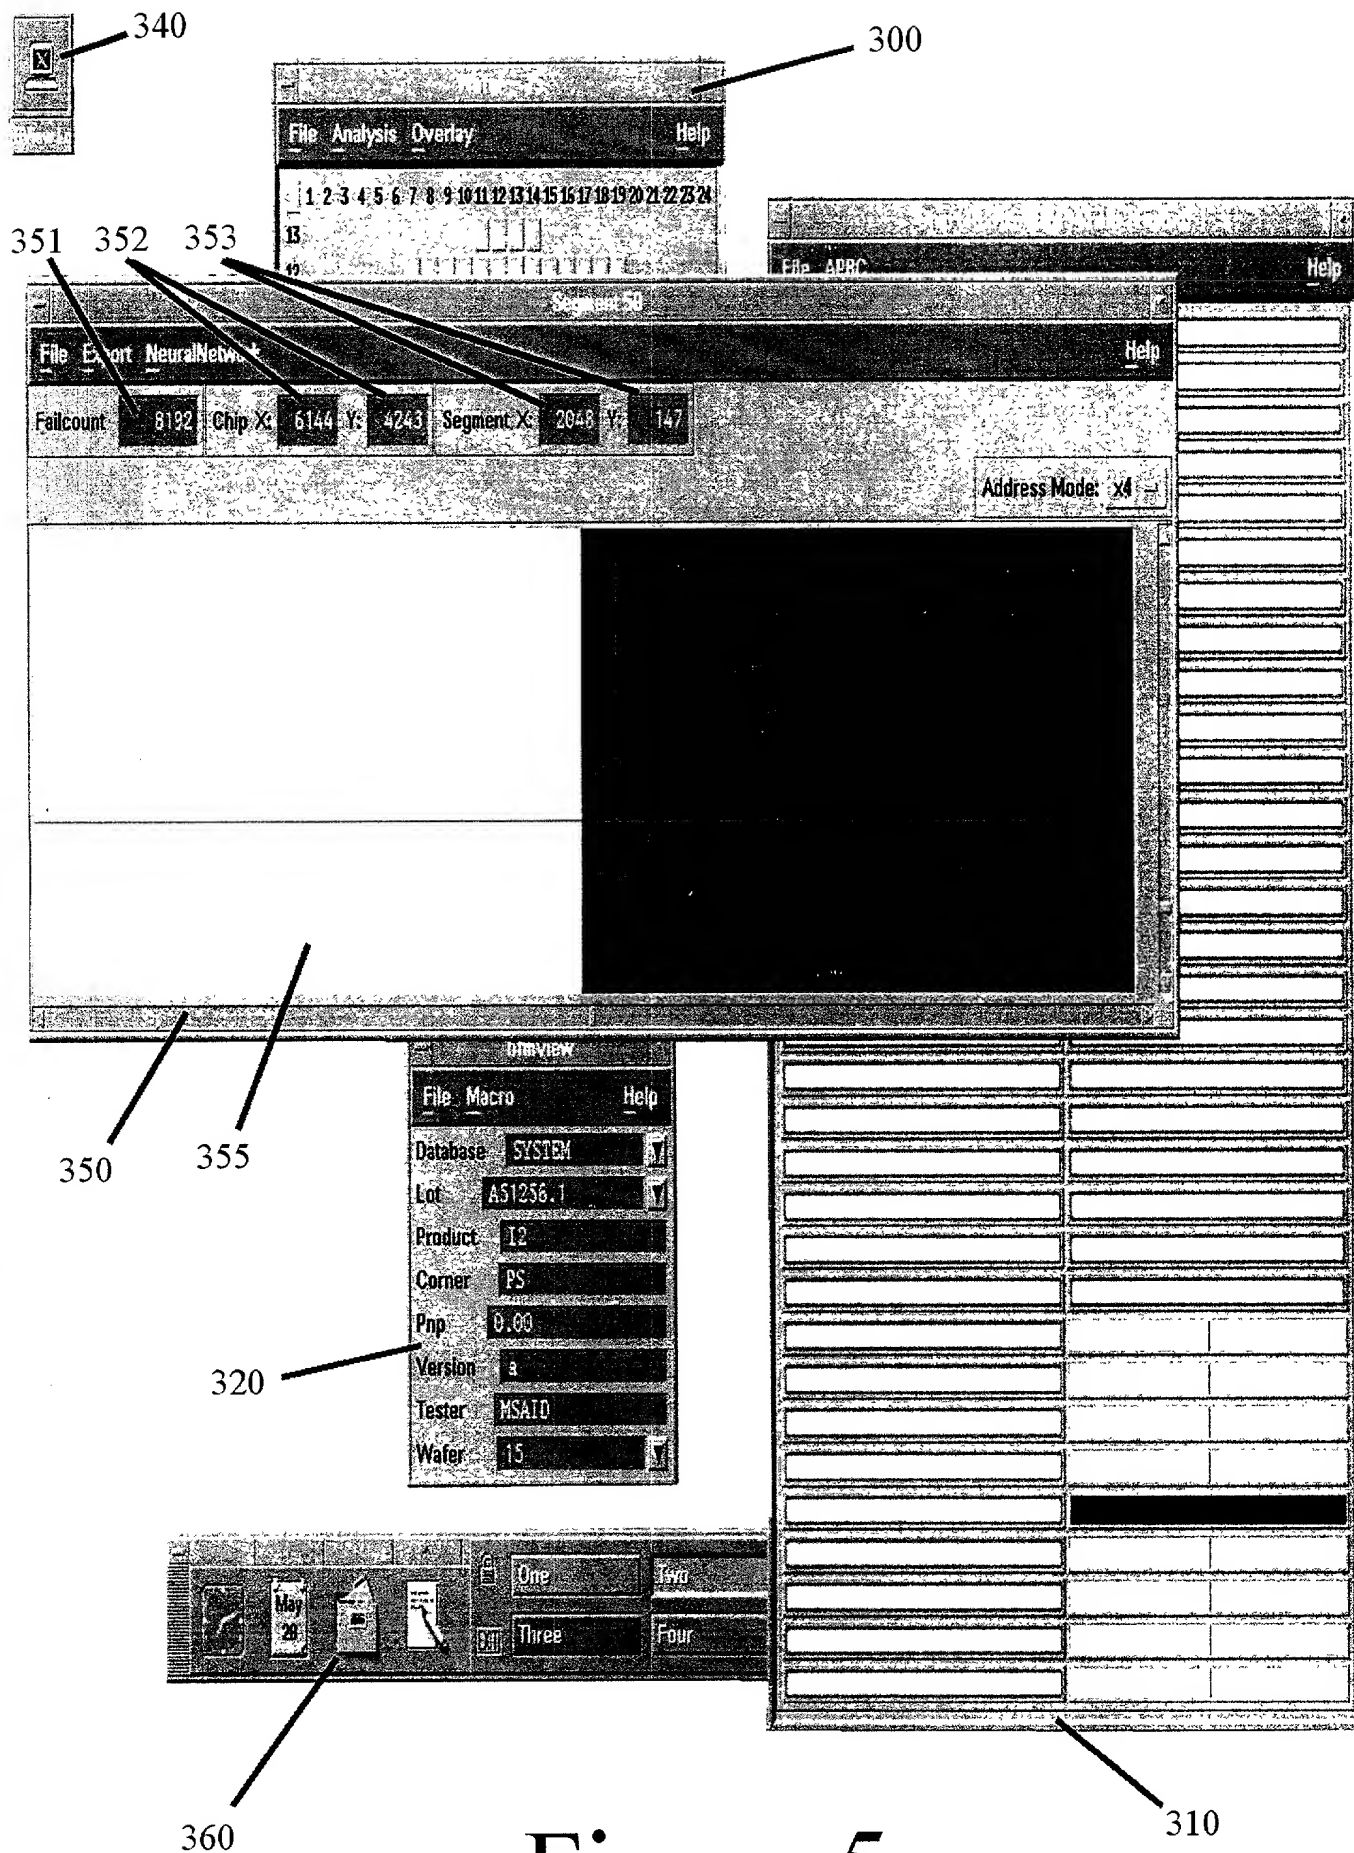 340
300
File Analysis Overlay Help
1 2 3 4 5 6 7 8 9 10 11 12 13 14 15 16 17 18 19 20 21 22 23 24
13
12
351 352 353
File APBC Help
Segment 50
File Export NeuralNetwork Help
Failcount 8192 Chip X: 6144 Y: 4243 Segment X: 2048 Y: 147
Address Mode: x4
350
355
File Macro Help
Database SYSTEM
Lot A51256.1
Product I2
Corner PS
Pnp 0.00
Version a
Tester MSAIO
Wafer 15
320
May
28
One Two
Three Four
EXIT
360
310